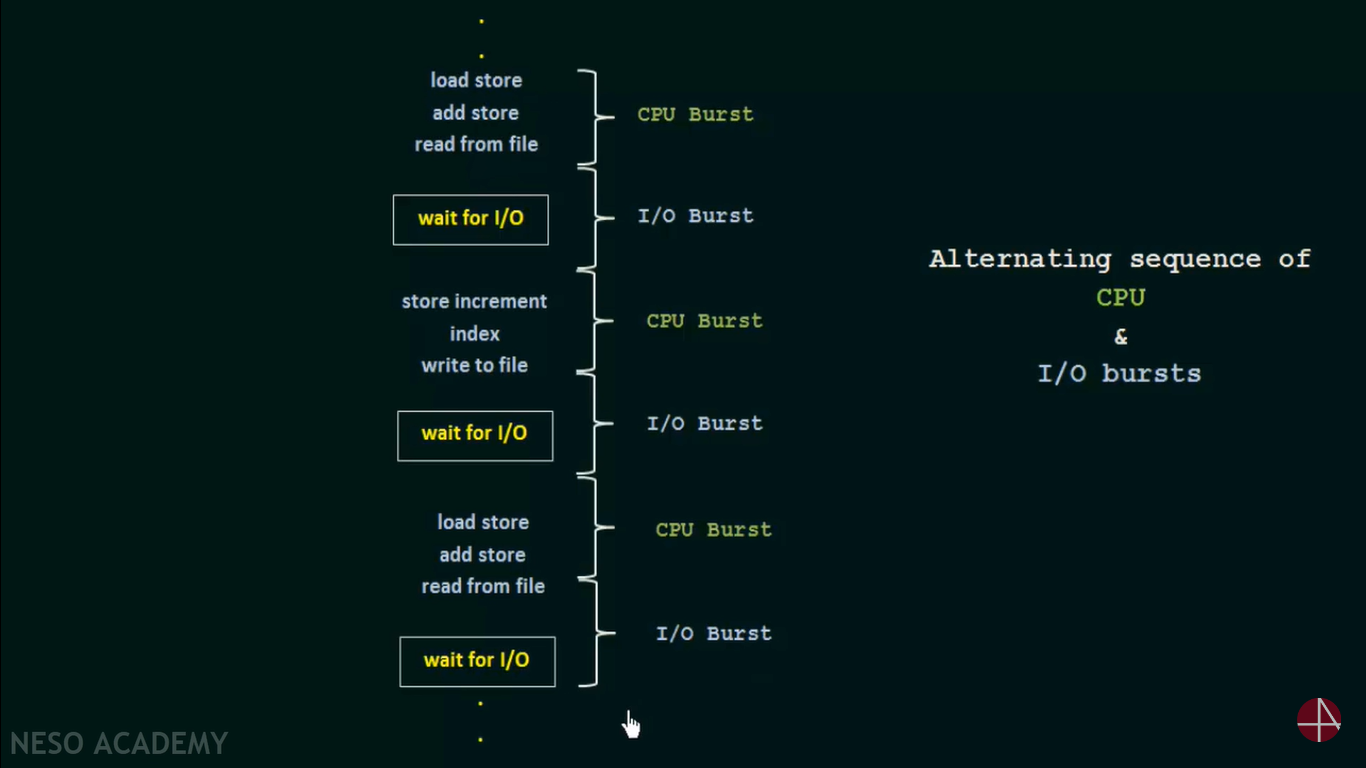 load store
add store
read from file
CPU Burst
wait for I/O
I/O Burst
store increment
index
write to file
CPU Burst
wait for I/O
I/O Burst
load store
add store
read from file
CPU Burst
wait for I/O
I/O Burst
Alternating sequence of
CPU
&
I/O bursts
NESO ACADEMY